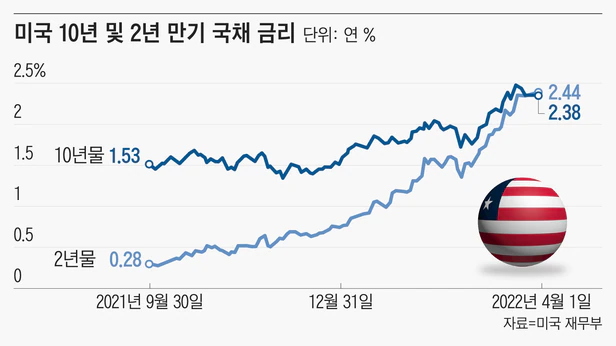 미국 10년 및 2년 만기 국채 금리 단위: 연 %
2.5%
2
1.5
1
0.5
0
10년물 1.53
2년물 0.28
2.44
2.38
2021년 9월 30일
12월 31일
2022년 4월 1일
자료=미국 재무부